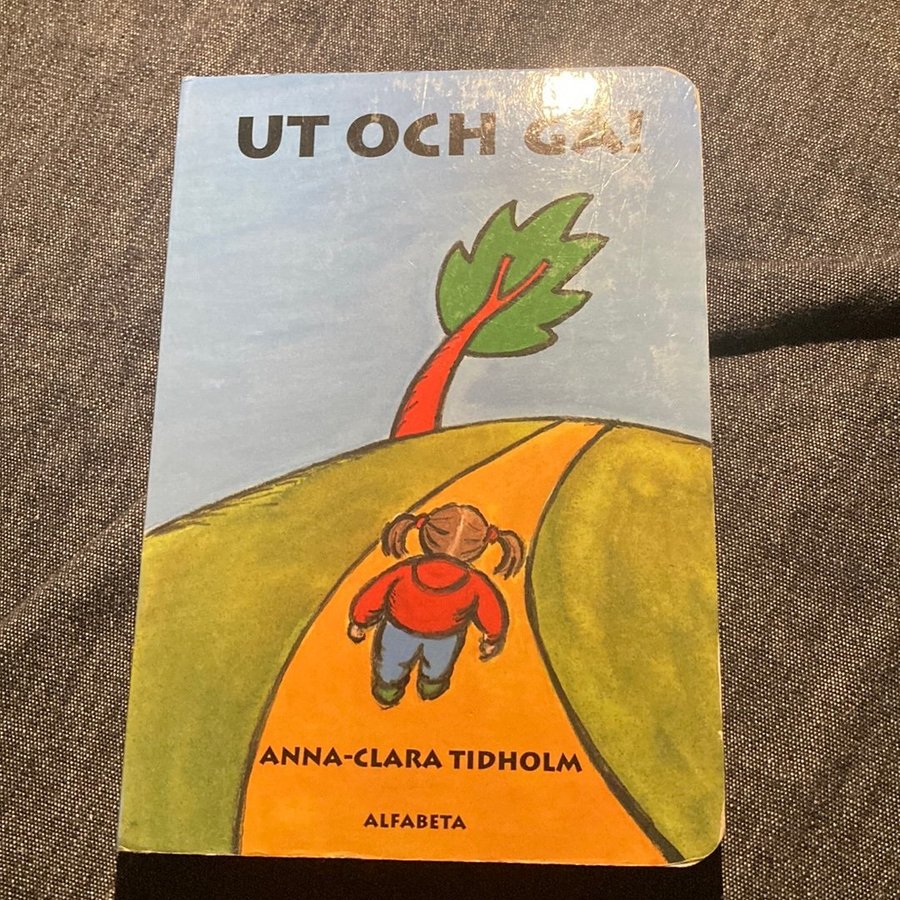 UT OCH GÅ!
ANNA-CLARA TIDHOLM
ALFABETA